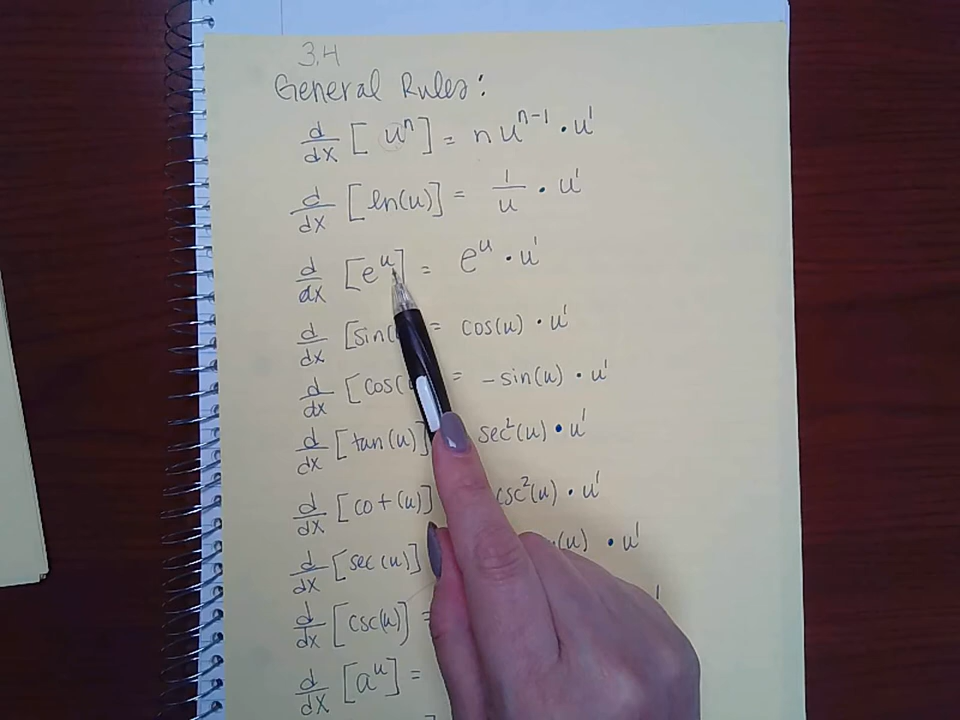 3.4
General Rules:
d/dx [u^n] = n u^(n-1) · u'
d/dx [ln(u)] = 1/u · u'
d/dx [e^u] = e^u · u'
d/dx [sin( = cos(u) · u'
d/dx [cos( = -sin(u) · u'
d/dx [tan(u)] sec²(u) · u'
d/dx [cot(u)] csc²(u) · u'
d/dx [sec(u)] (u) · u'
d/dx [csc(u)] =
d/dx [a^u] =